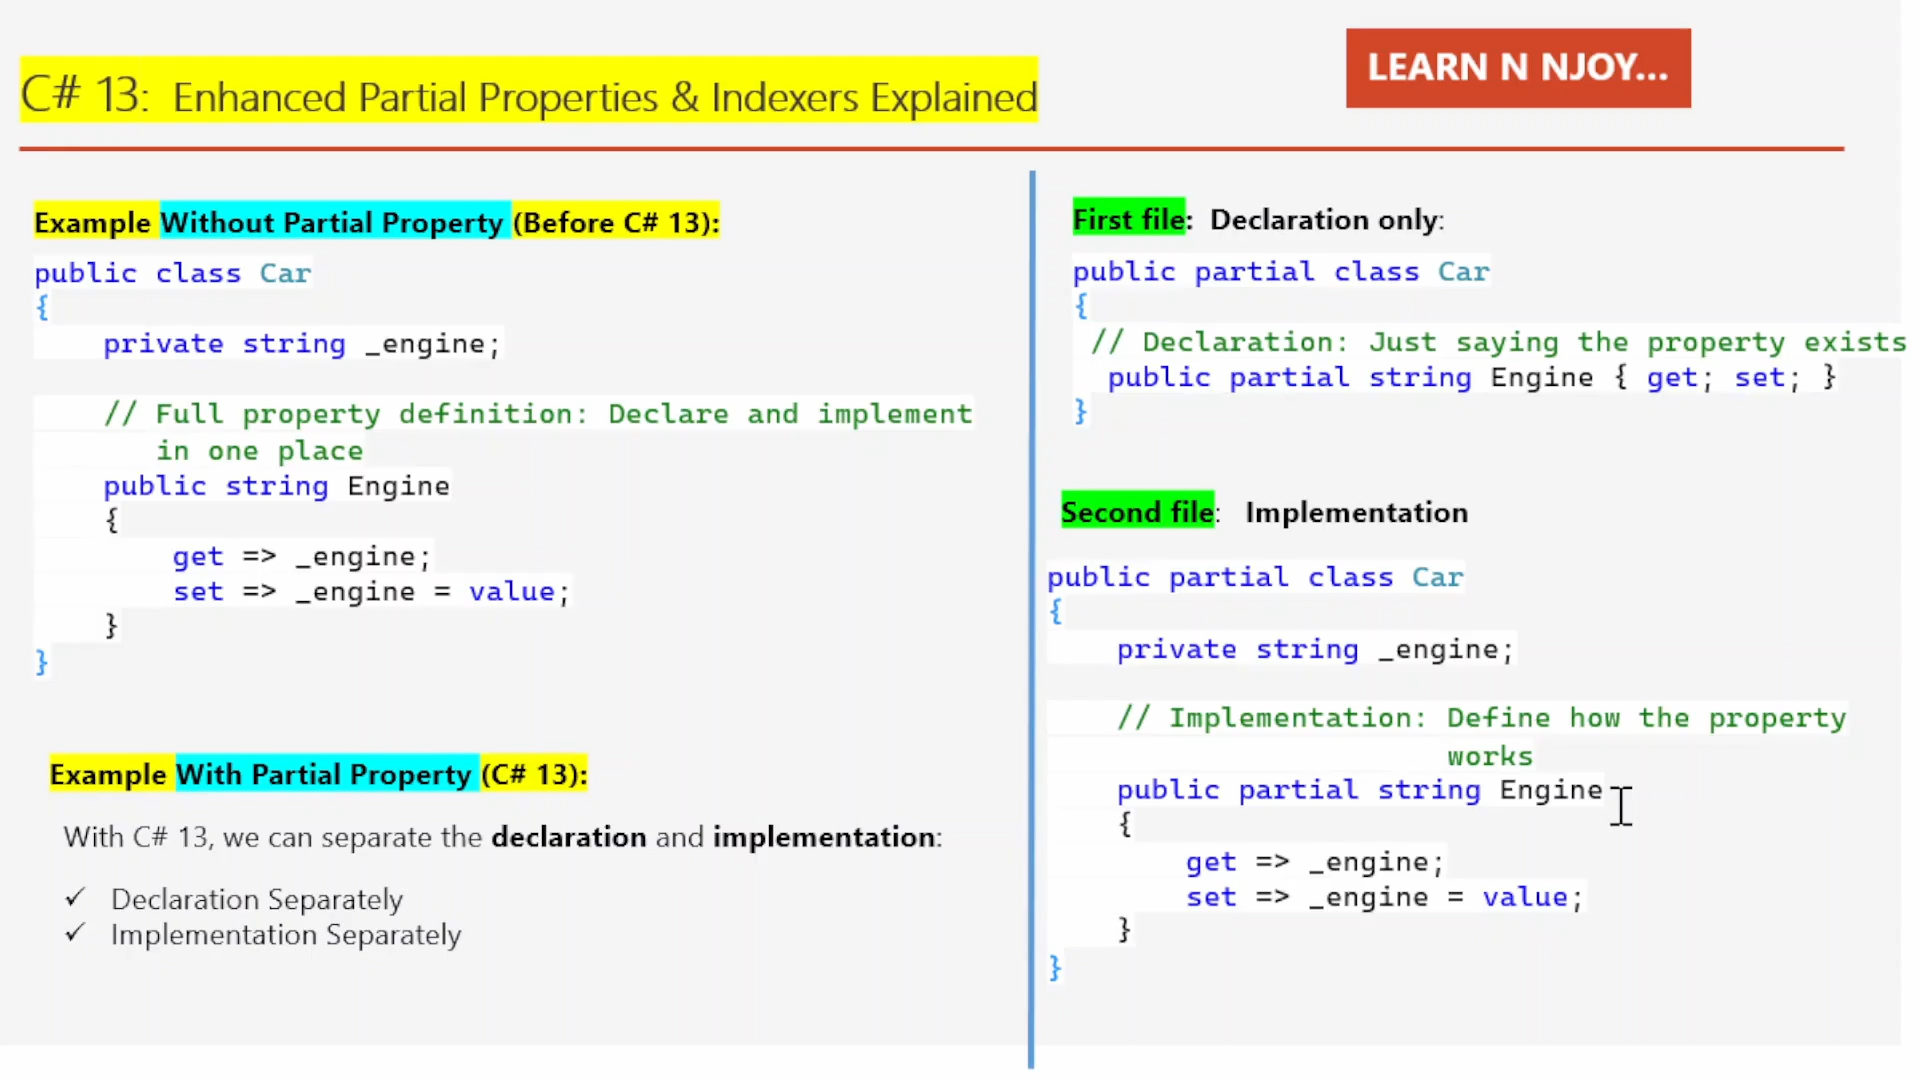 C# 13: Enhanced Partial Properties & Indexers Explained
LEARN N NJOY...
Example Without Partial Property (Before C# 13):
public class Car
{
private string _engine;
// Full property definition: Declare and implement
in one place
public string Engine
{
get => _engine;
set => _engine = value;
}
}
Example With Partial Property (C# 13):
With C# 13, we can separate the declaration and implementation:
✓ Declaration Separately
✓ Implementation Separately
First file: Declaration only:
public partial class Car
{
// Declaration: Just saying the property exists
public partial string Engine { get; set; }
}
Second file: Implementation
public partial class Car
{
private string _engine;
// Implementation: Define how the property
works
public partial string Engine
{
get => _engine;
set => _engine = value;
}
}